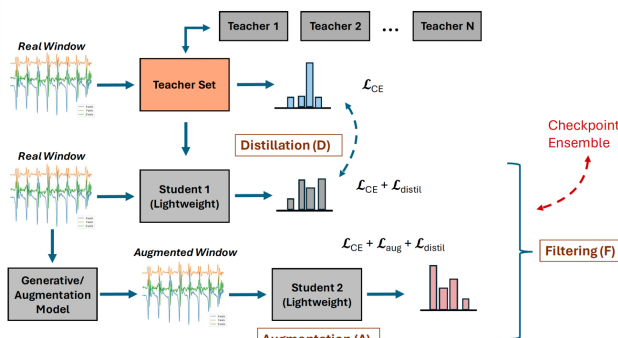 Teacher 1
Teacher 2
...
Teacher N
Real Window
Teacher Set
ℒCE
Checkpoint
Ensemble
Distillation (D)
Real Window
Student 1
(Lightweight)
ℒCE + ℒdistil
ℒCE + ℒaug + ℒdistil
Augmented Window
Filtering (F)
Generative/
Augmentation
Model
Student 2
(Lightweight)
Augmentation (A)